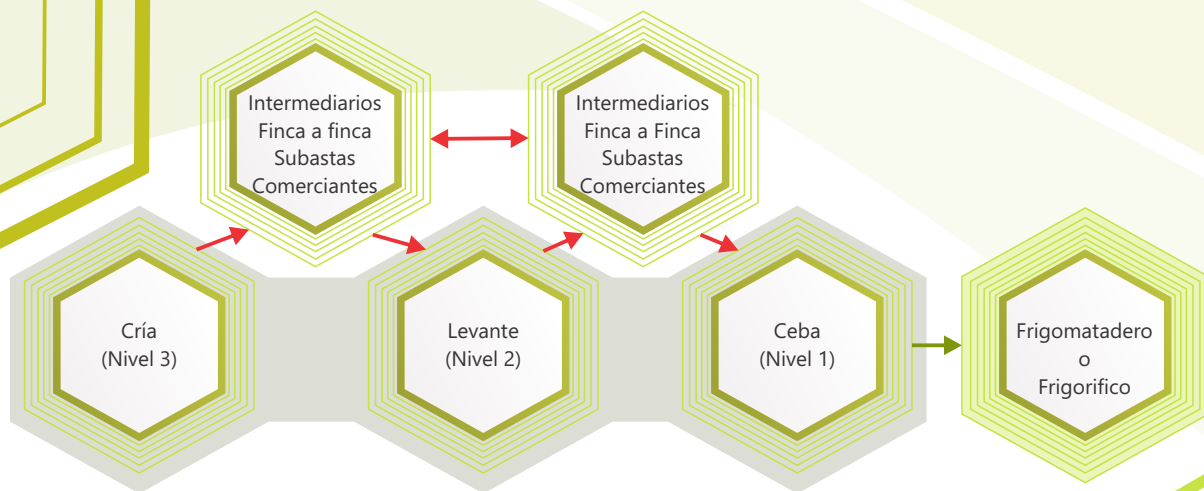 Intermediarios
Finca a finca
Subastas
Comerciantes
Intermediarios
Finca a Finca
Subastas
Comerciantes
Cría
(Nivel 3)
Levante
(Nivel 2)
Ceba
(Nivel 1)
Frigomatadero
o
Frigorifico